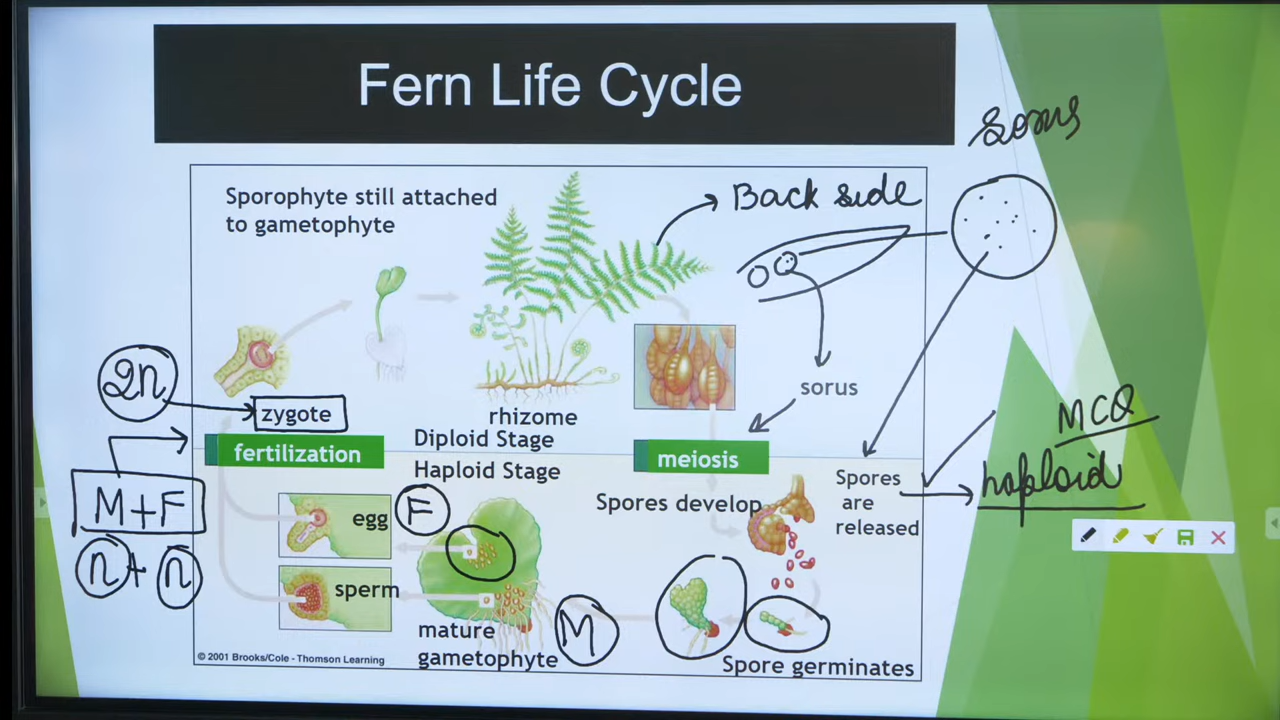 Fern Life Cycle
sorus
Sporophyte still attached
to gametophyte
Back side
2n
zygote
rhizome
sorus
MCQ
fertilization
Diploid Stage
meiosis
Haploid Stage
Spores
are
released
haploid
M+F
n + n
egg
F
Spores develop
sperm
mature
gametophyte
M
Spore germinates
© 2001 Brooks/Cole - Thomson Learning